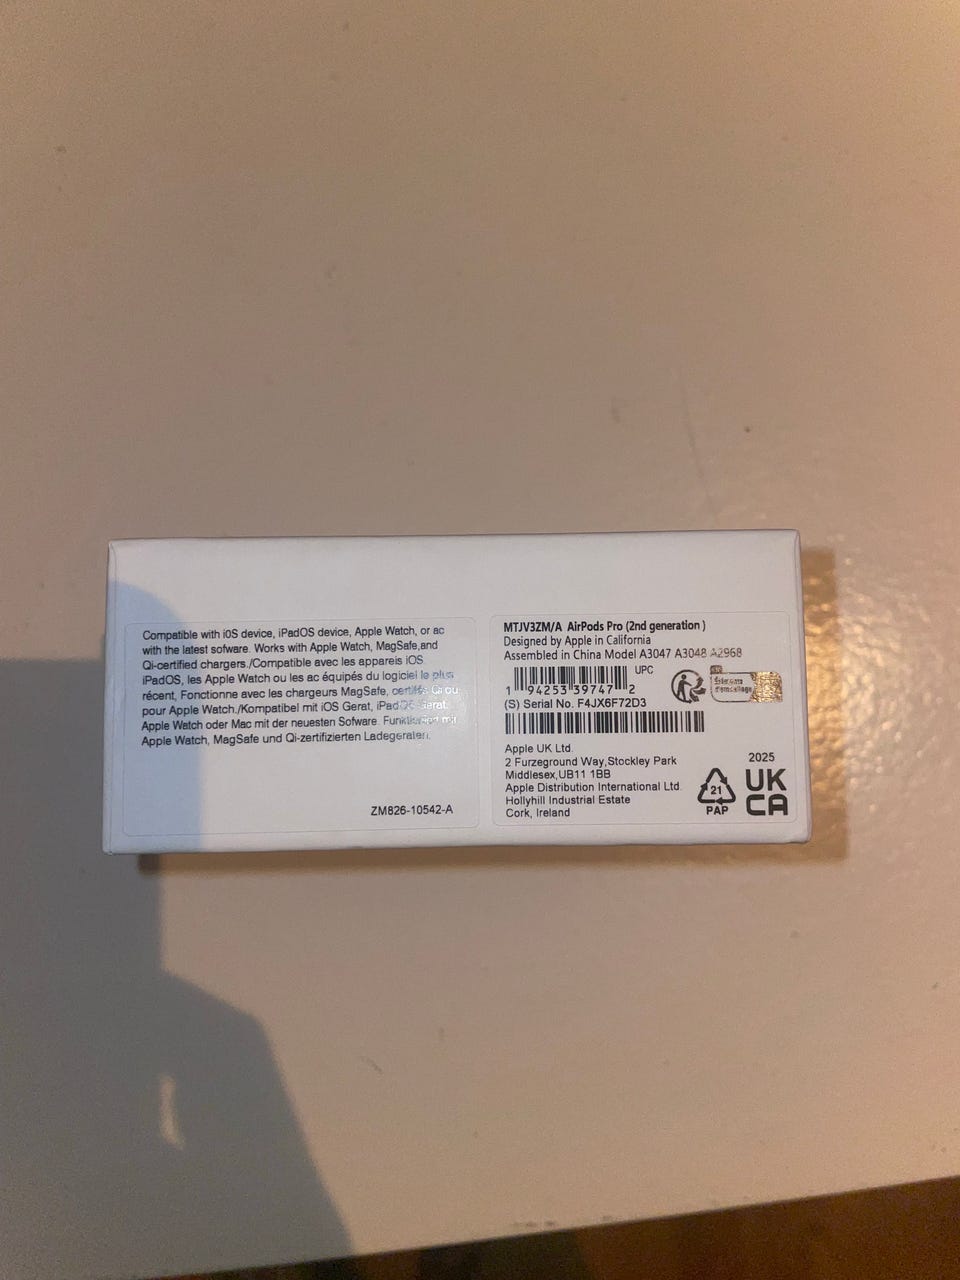 Compatible with iOS device, iPadOS device, Apple Watch, or ac
with the latest sofware. Works with Apple Watch, MagSafe,and
Qi-certified chargers./Compatible avec les appareis iOS
iPadOS, les Apple Watch ou les ac équipés du logiciel le plus
récent, Fonctionne avec les chargeurs MagSafe, certifiés Qi ou
pour Apple Watch./Kompatibel mit iOS Gerat, iPadOS Gerat,
Apple Watch oder Mac mit der neuesten Sofware. Funktioniert mit
Apple Watch, MagSafe und Qi-zertifizierten Ladegeraten.
ZM826-10542-A
MTJV3ZM/A AirPods Pro (2nd generation )
Designed by Apple in California
Assembled in China Model A3047 A3048 A2968
UPC
1 94253 39747 2
(S) Serial No. F4JX6F72D3
Apple UK Ltd.
2 Furzeground Way,Stockley Park
Middlesex,UB11 1BB
Apple Distribution International Ltd.
Hollyhill Industrial Estate
Cork, Ireland
21
PAP
2025
UK
CA